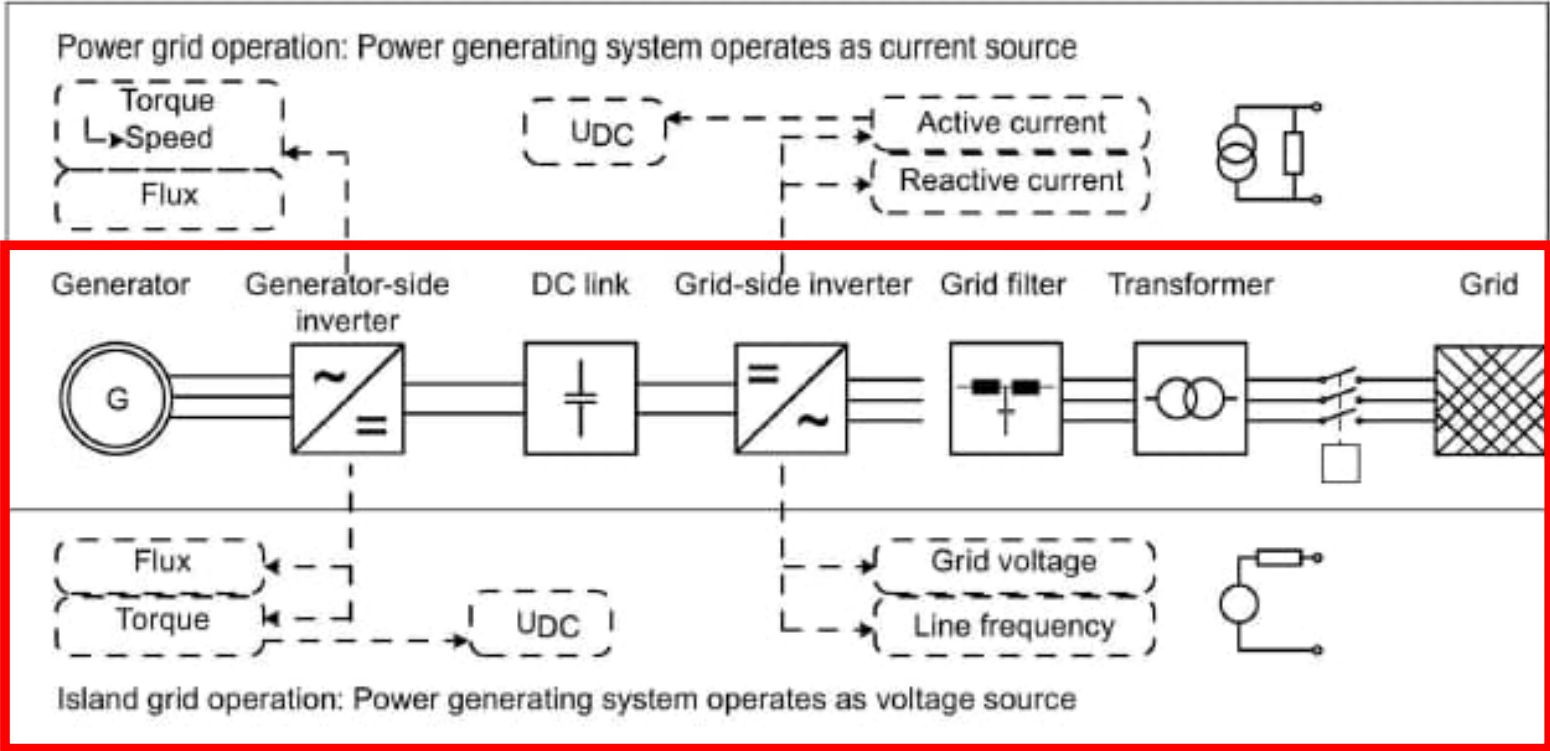 Power grid operation: Power generating system operates as current source
Torque
Speed
Flux
UDC
Active current
Reactive current
Generator
Generator-side
inverter
DC link
Grid-side inverter
Grid filter
Transformer
Grid
G
Flux
Torque
UDC
Grid voltage
Line frequency
Island grid operation: Power generating system operates as voltage source